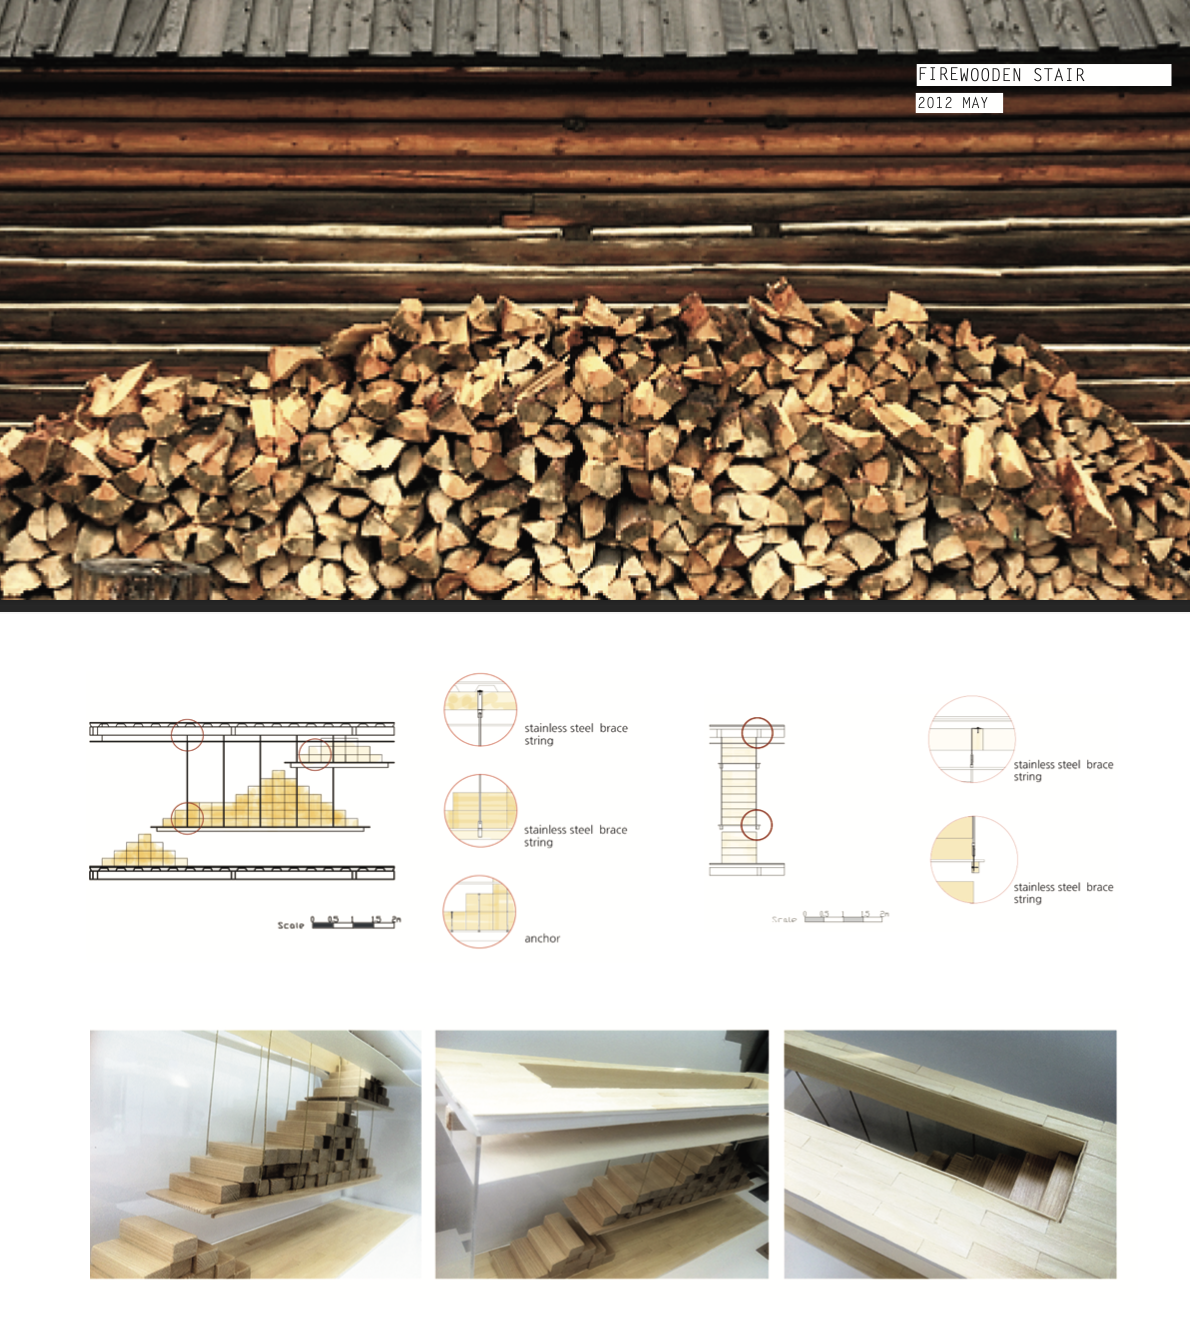 FIREWOODEN STAIR
2012 MAY
stainless steel brace
string
stainless steel brace
string
anchor
Scale 0 0.5 1 1.5 2m
stainless steel brace
string
stainless steel brace
string
Scale 0 0.5 1 1.5 2m